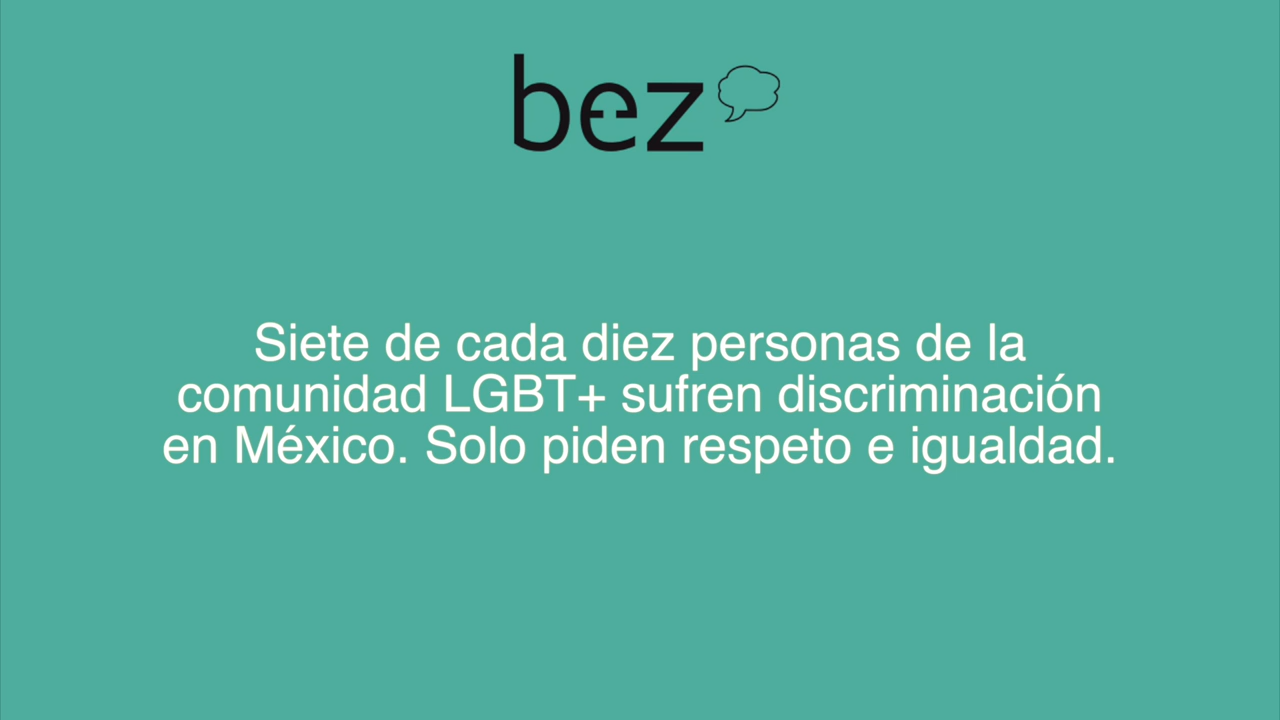 bez
Siete de cada diez personas de la
comunidad LGBT+ sufren discriminación
en México. Solo piden respeto e igualdad.